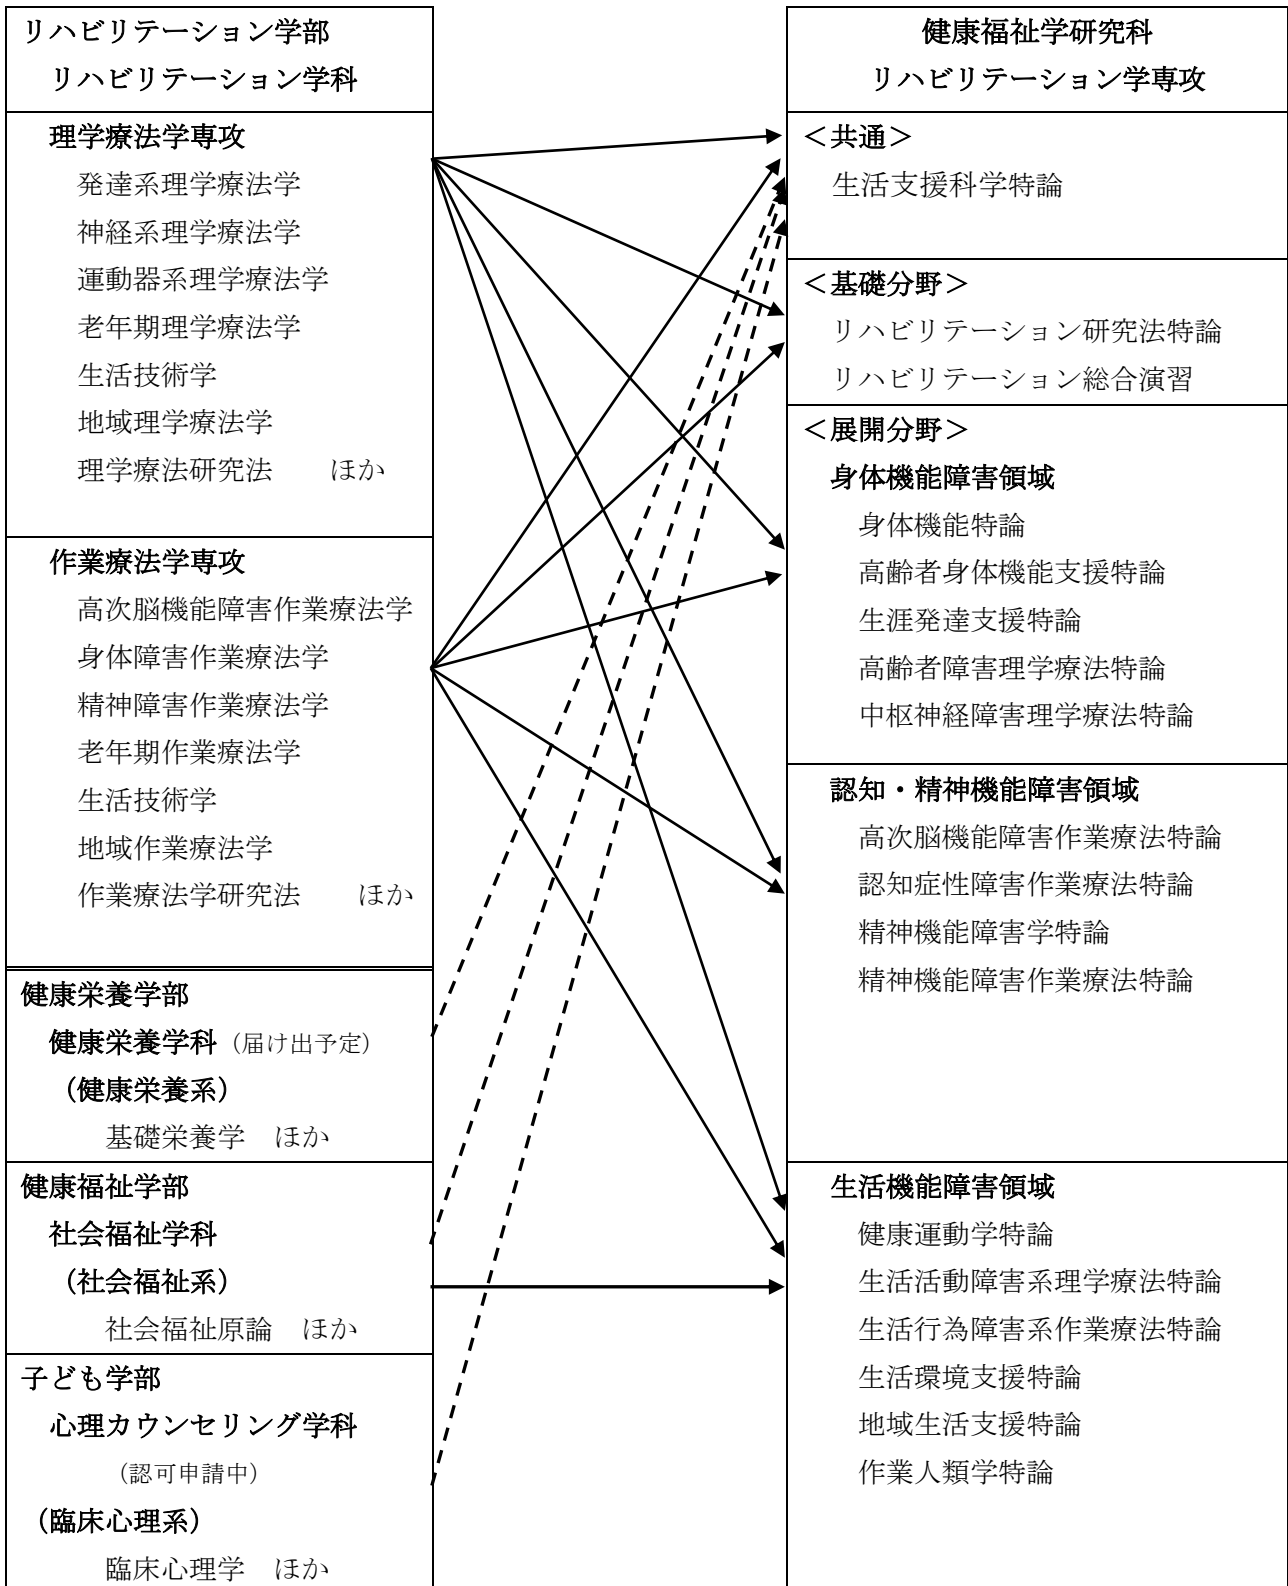 リハビリテーション学部
リハビリテーション学科
理学療法学専攻
発達系理学療法学
神経系理学療法学
運動器系理学療法学
老年期理学療法学
生活技術学
地域理学療法学
理学療法研究法　　ほか
作業療法学専攻
高次脳機能障害作業療法学
身体障害作業療法学
精神障害作業療法学
老年期作業療法学
生活技術学
地域作業療法学
作業療法学研究法　　ほか
健康栄養学部
健康栄養学科（届け出予定）
（健康栄養系）
基礎栄養学　ほか
健康福祉学部
社会福祉学科
（社会福祉系）
社会福祉原論　ほか
子ども学部
心理カウンセリング学科
（認可申請中）
（臨床心理系）
臨床心理学　ほか
健康福祉学研究科
リハビリテーション学専攻
＜共通＞
生活支援科学特論
＜基礎分野＞
リハビリテーション研究法特論
リハビリテーション総合演習
＜展開分野＞
身体機能障害領域
身体機能特論
高齢者身体機能支援特論
生涯発達支援特論
高齢者障害理学療法特論
中枢神経障害理学療法特論
認知・精神機能障害領域
高次脳機能障害作業療法特論
認知症性障害作業療法特論
精神機能障害学特論
精神機能障害作業療法特論
生活機能障害領域
健康運動学特論
生活活動障害系理学療法特論
生活行為障害系作業療法特論
生活環境支援特論
地域生活支援特論
作業人類学特論